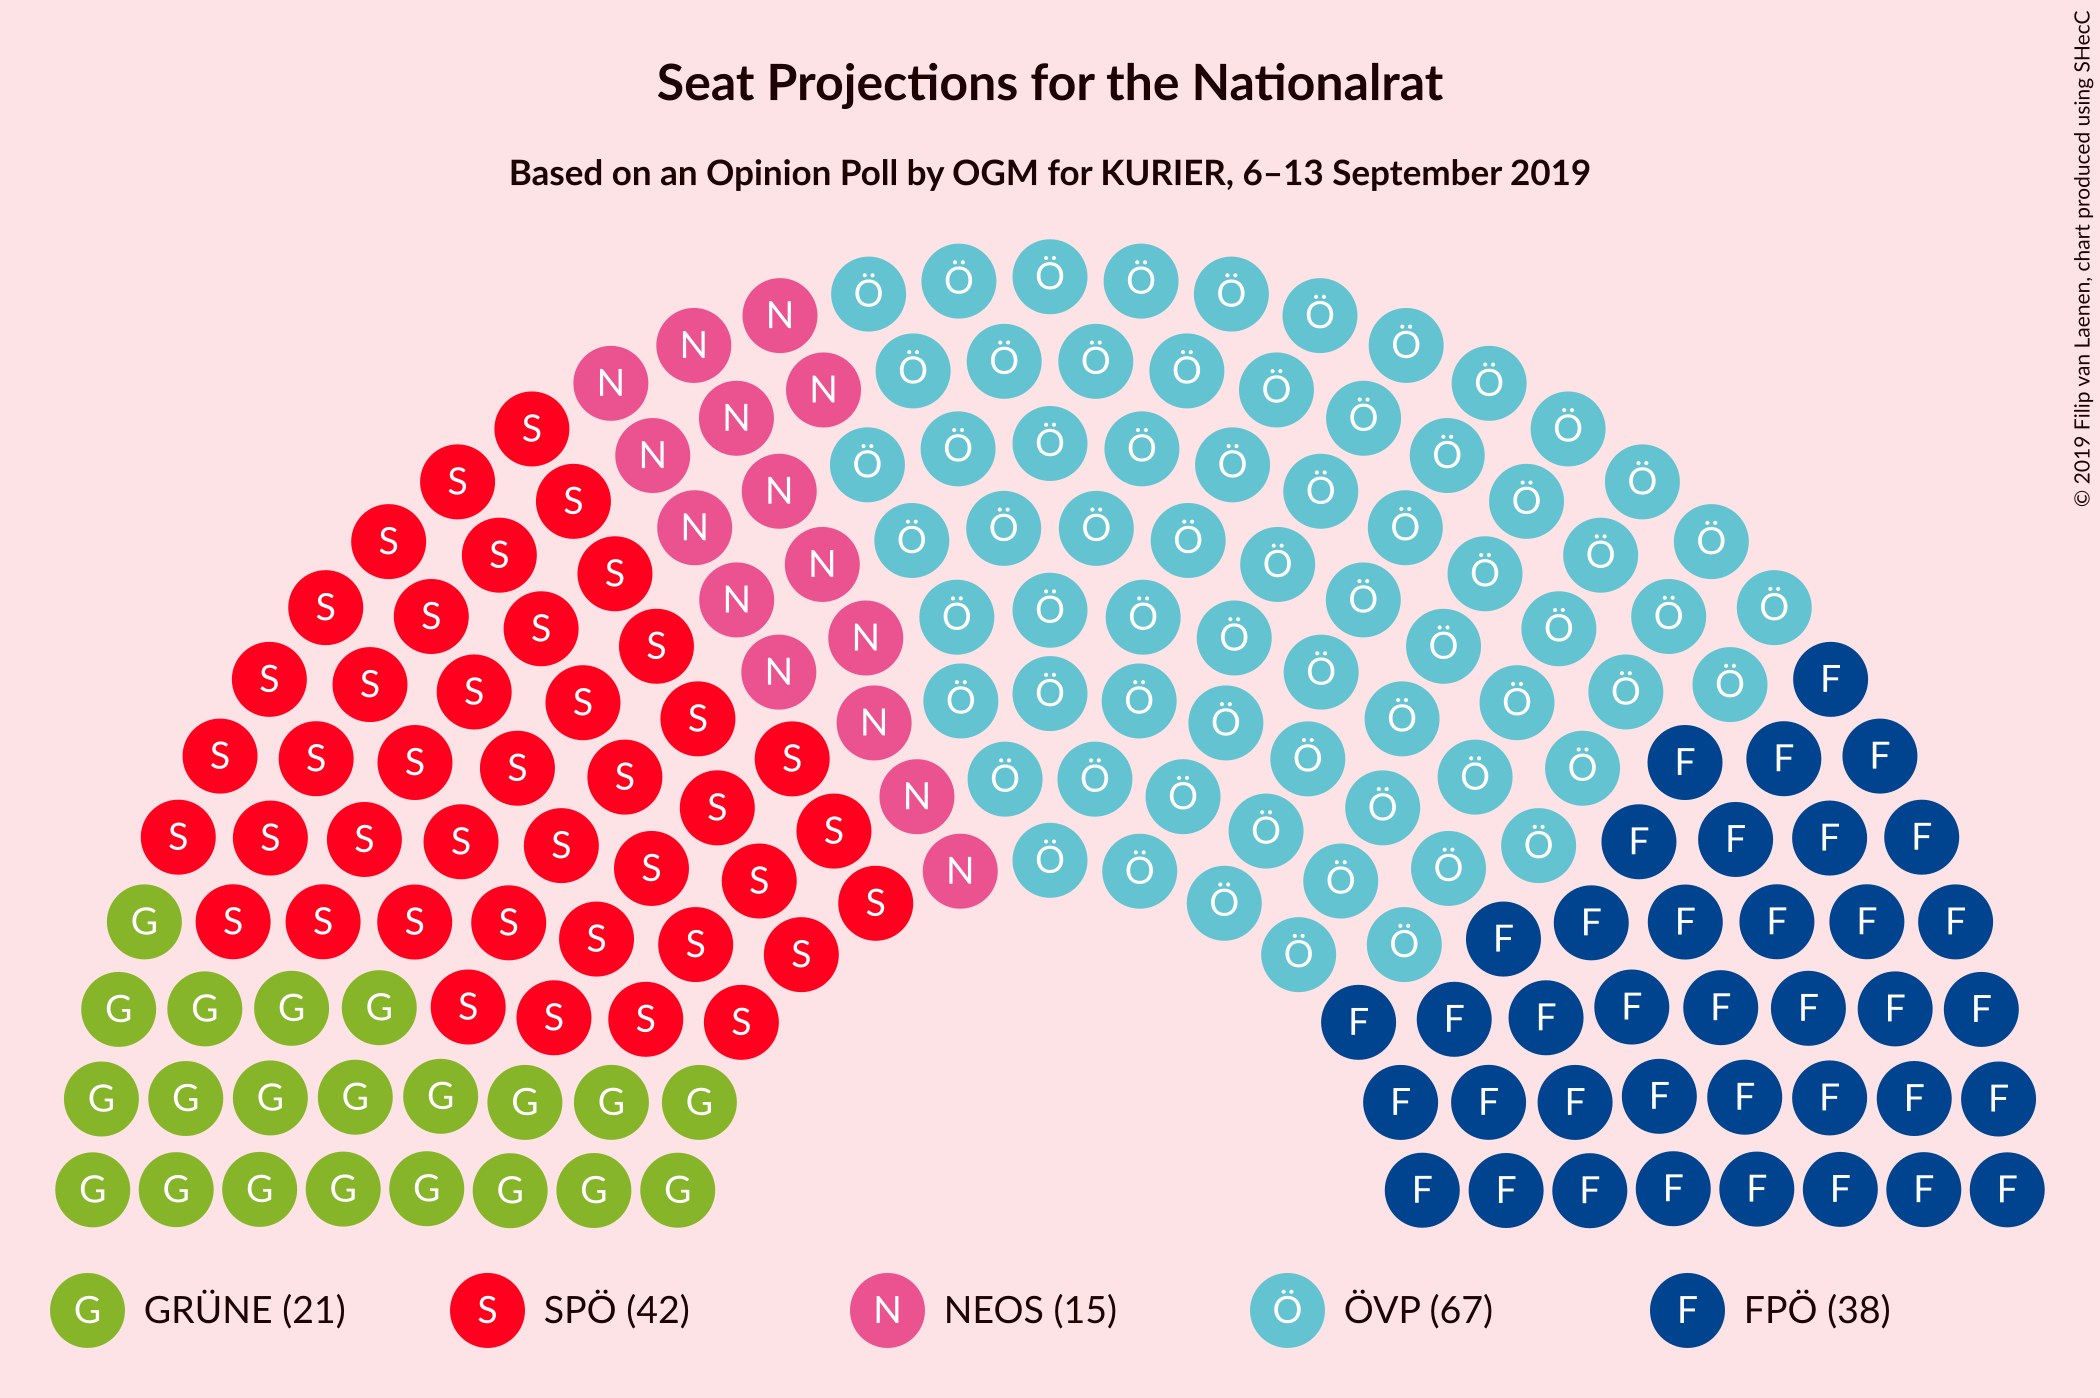 Seat Projections for the Nationalrat
Based on an Opinion Poll by OGM for KURIER, 6–13 September 2019
© 2019 Filip van Laenen, chart produced using SHecC
Ö Ö Ö Ö Ö
N Ö
N Ö
Ö Ö Ö Ö
N Ö
N Ö
S N Ö Ö
Ö Ö Ö
N Ö Ö
N Ö
S Ö Ö Ö
N Ö
S Ö Ö
N Ö
Ö Ö Ö
S Ö Ö
S Ö Ö
N Ö
S Ö Ö
N Ö
S Ö
Ö
S Ö Ö Ö
S Ö
N Ö
S Ö
N Ö
S Ö
S F
S Ö
S Ö
Ö Ö Ö
S Ö
S Ö
N Ö
S F
S Ö
S F
S F
S Ö
S Ö
Ö Ö
N Ö
S Ö
S Ö
S F
S F
S F
S F
S Ö
Ö
S Ö
N Ö
S Ö
S Ö
G S S S S F F F F F
S F
S Ö
S Ö
G G G G S F F F F F
S F
S F
S F
G G G G G G G G F F F F F F F F
G G G G G G G G F F F F F F F F
G GRÜNE (21) S SPÖ (42) N NEOS (15) Ö ÖVP (67) F FPÖ (38)